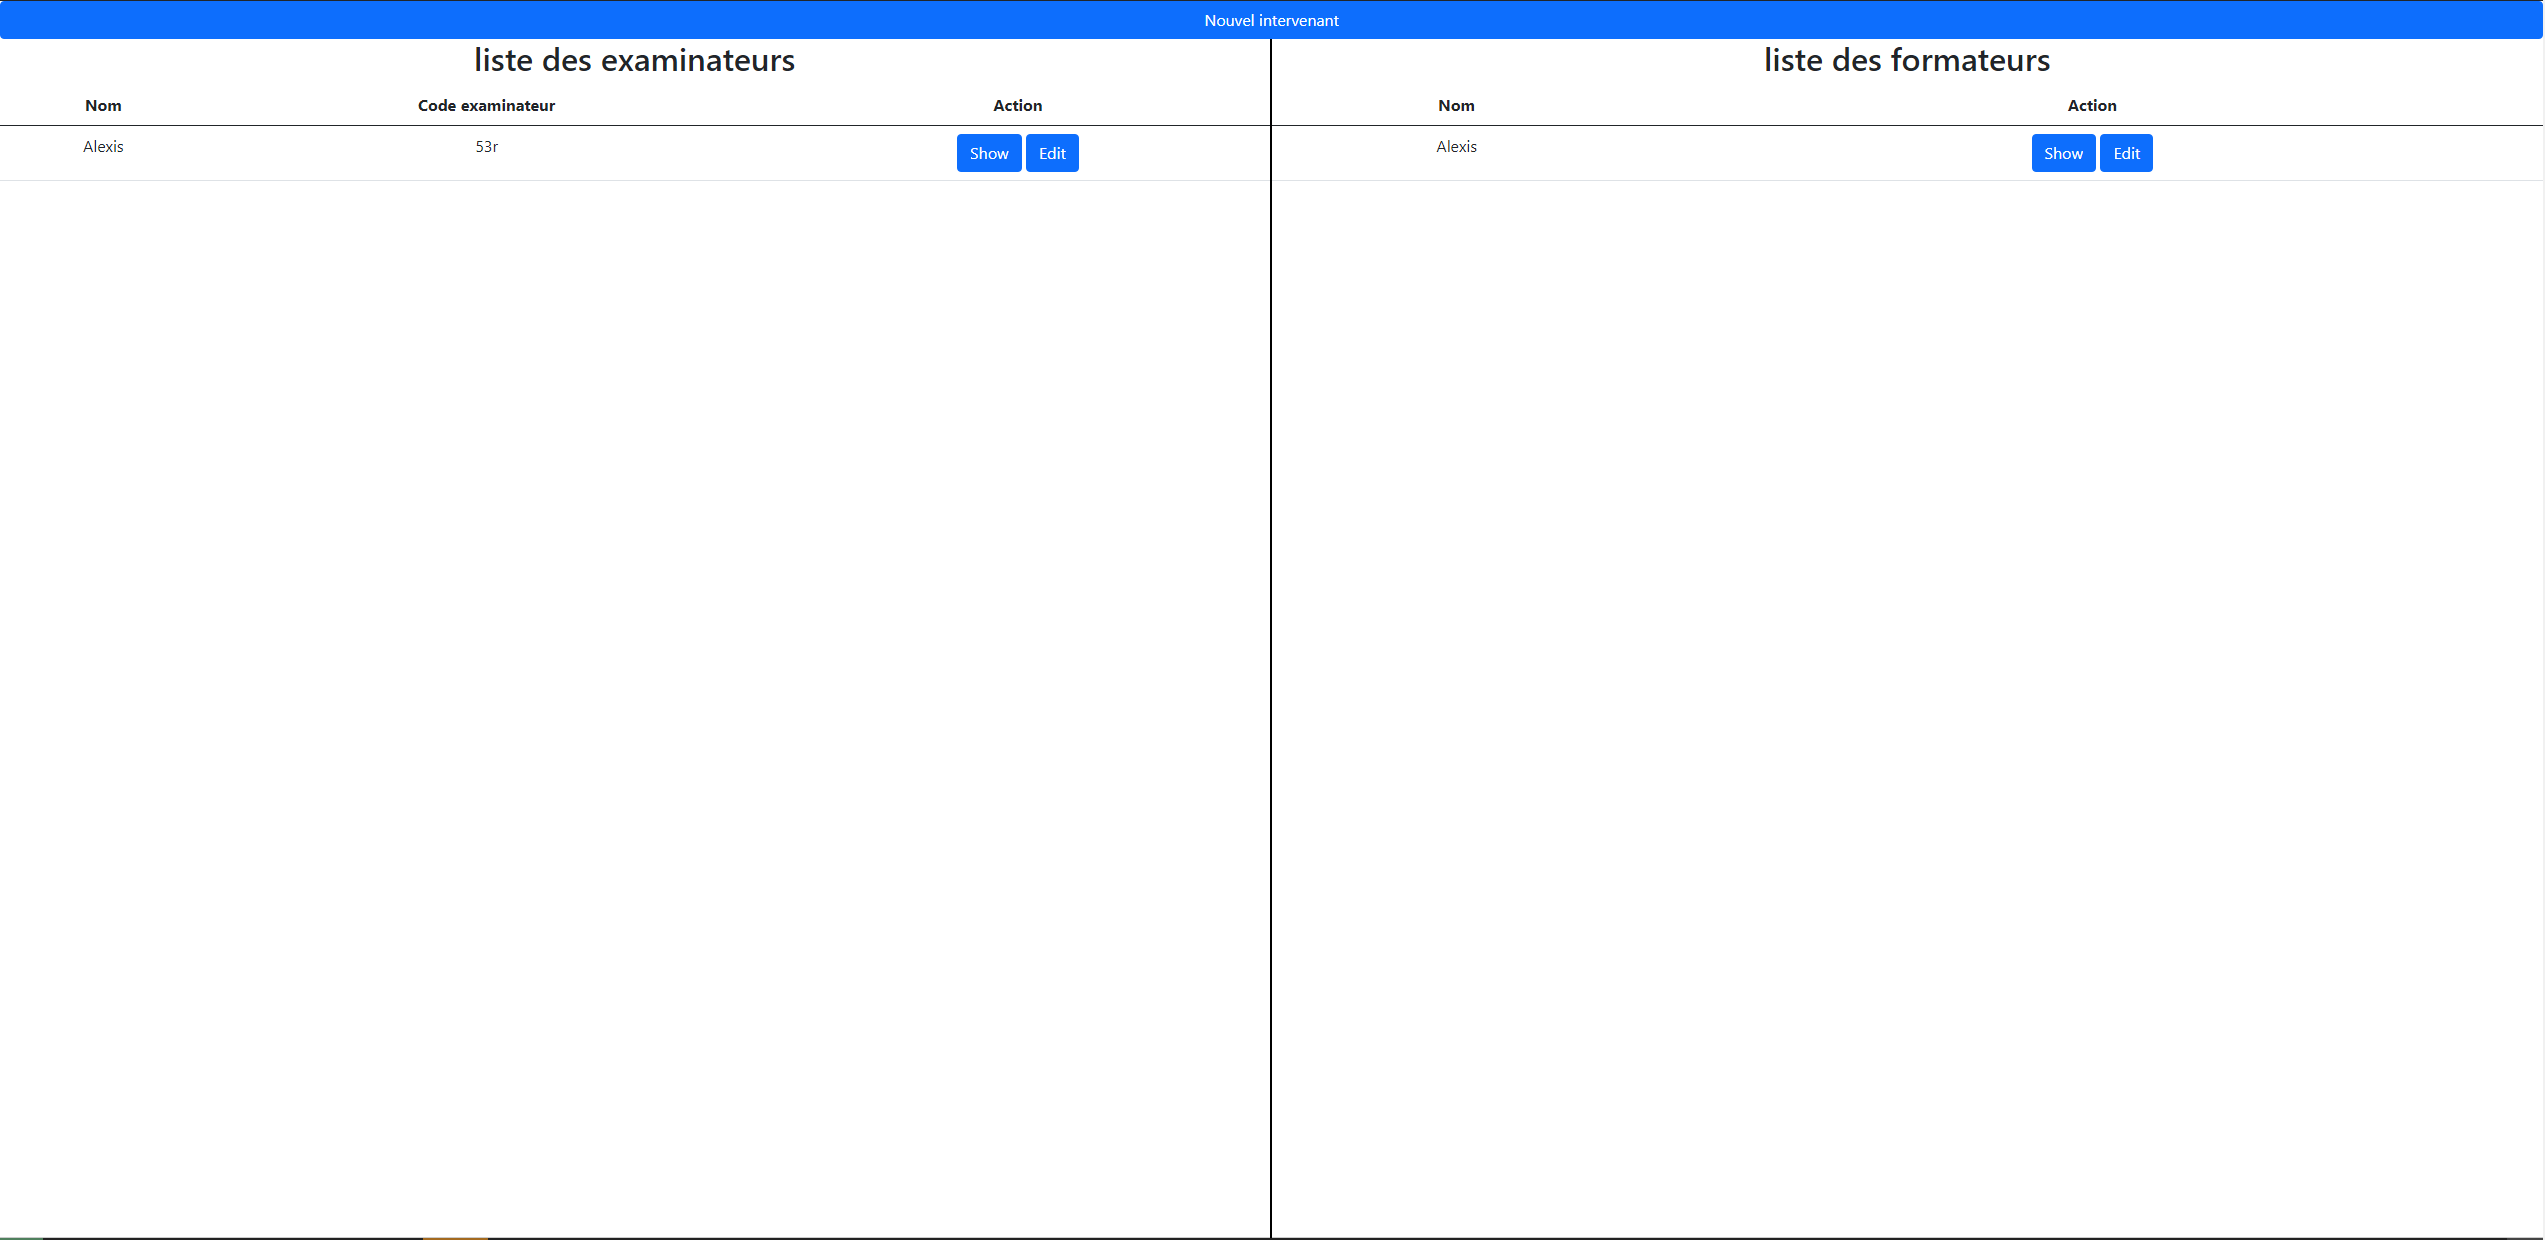 Nouvel intervenant
liste des examinateurs
Nom Code examinateur Action
Alexis 53r Show Edit
liste des formateurs
Nom Action
Alexis Show Edit